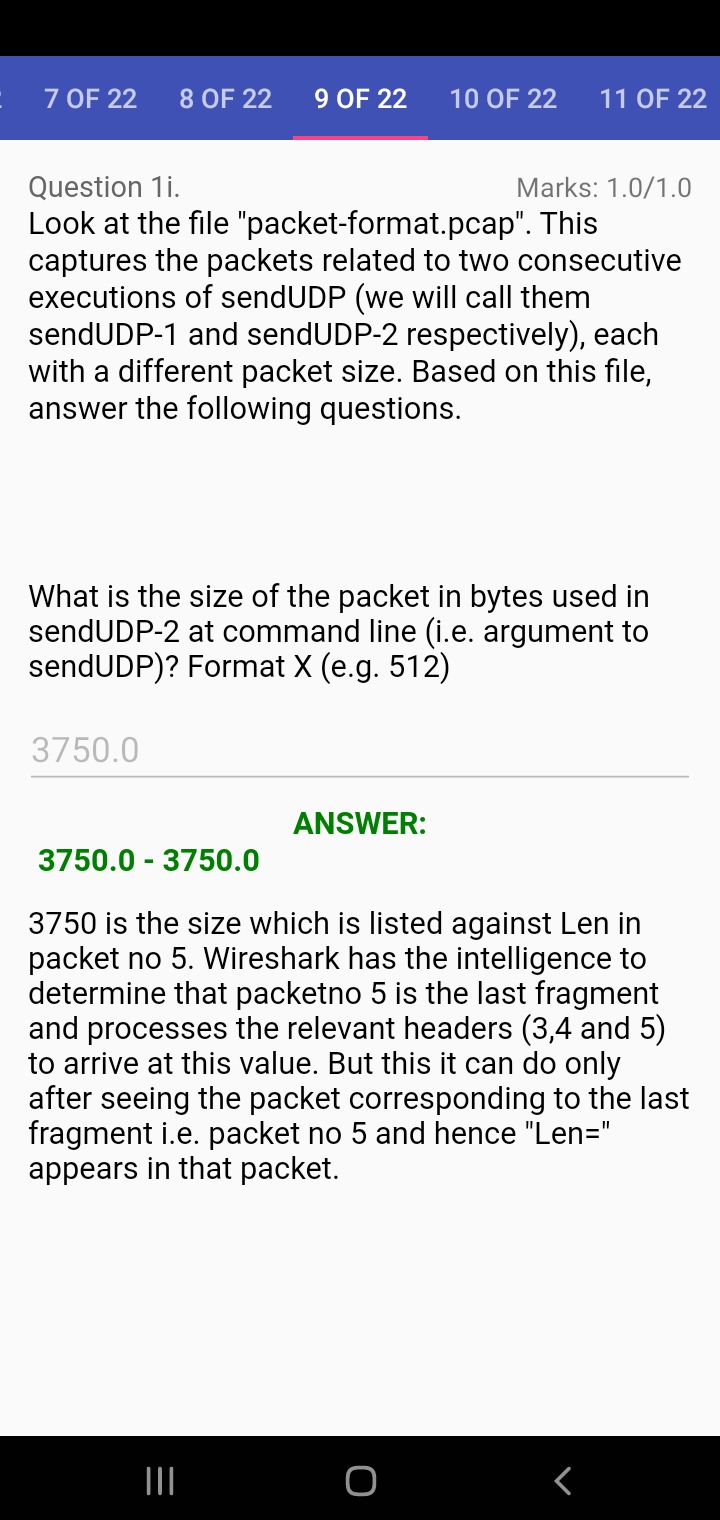 7 OF 22 8 OF 22 9 OF 22 10 OF 22 11 OF 22
Question 1i. Marks: 1.0/1.0
Look at the file "packet-format.pcap". This
captures the packets related to two consecutive
executions of sendUDP (we will call them
sendUDP-1 and sendUDP-2 respectively), each
with a different packet size. Based on this file,
answer the following questions.
What is the size of the packet in bytes used in
sendUDP-2 at command line (i.e. argument to
sendUDP)? Format X (e.g. 512)
3750.0
ANSWER:
3750.0 - 3750.0
3750 is the size which is listed against Len in
packet no 5. Wireshark has the intelligence to
determine that packetno 5 is the last fragment
and processes the relevant headers (3,4 and 5)
to arrive at this value. But this it can do only
after seeing the packet corresponding to the last
fragment i.e. packet no 5 and hence "Len="
appears in that packet.